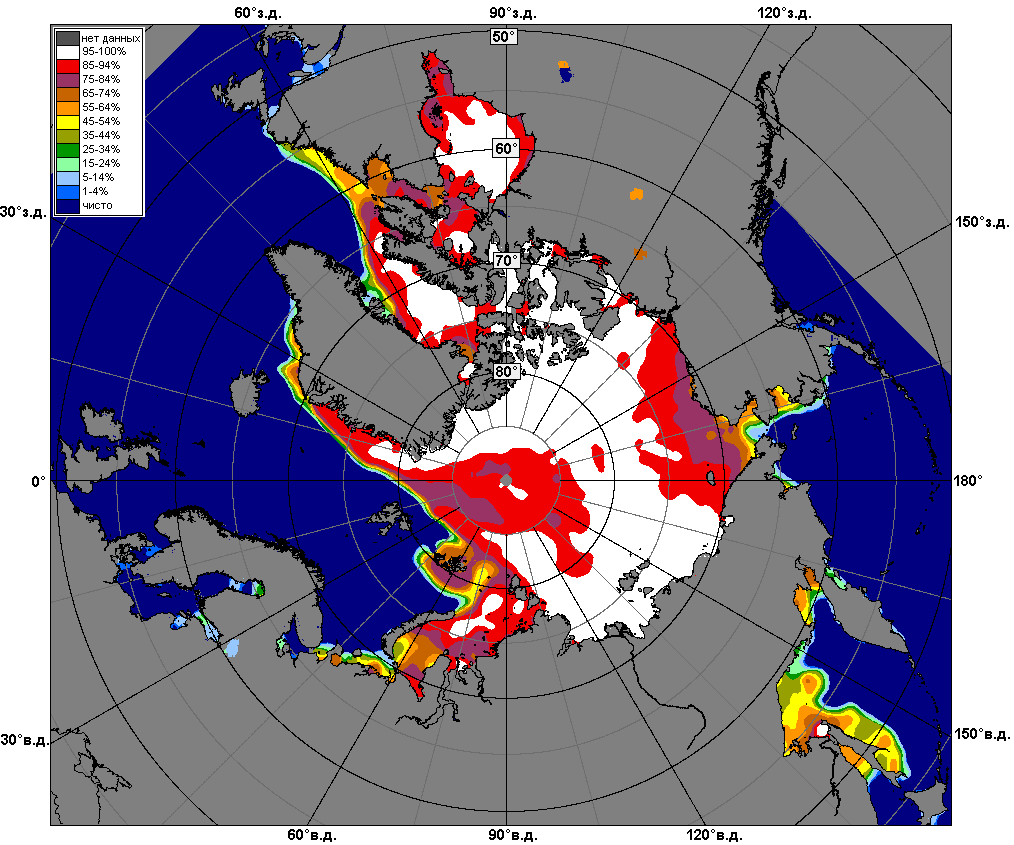 60°з.д.
90°з.д.
120°з.д.
нет данных
95-100%
85-94%
75-84%
65-74%
55-64%
45-54%
35-44%
25-34%
15-24%
5-14%
1-4%
чисто
50°
60°
30°з.д.
150°з.д.
70°
80°
0°
180°
30°в.д.
150°в.д.
60°в.д.
90°в.д.
120°в.д.